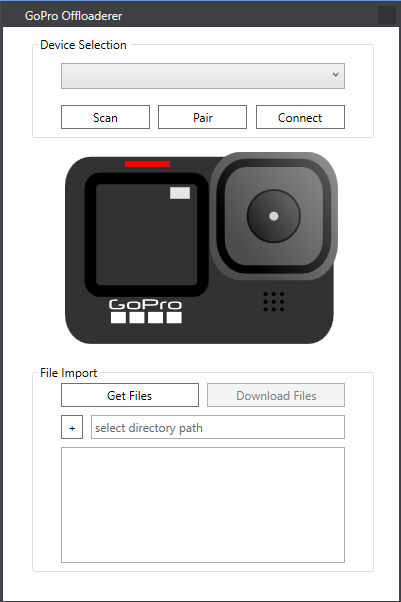 GoPro Offloaderer
Device Selection
Scan Pair Connect
GoPro
File Import
Get Files Download Files
+ select directory path